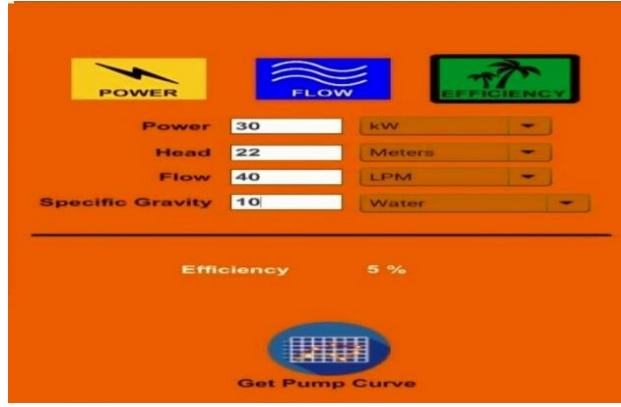 POWER FLOW EFFICIENCY
Power 30 kW
Head 22 Meters
Flow 40 LPM
Specific Gravity 10 Water
Efficiency 5 %
Get Pump Curve